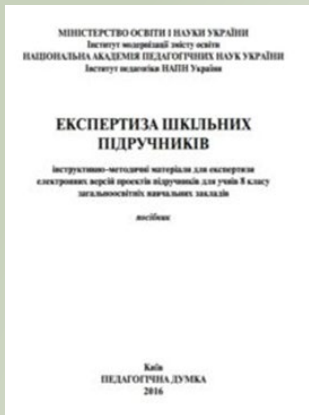 МІНІСТЕРСТВО ОСВІТИ І НАУКИ УКРАЇНИ
Інститут модернізації змісту освіти
НАЦІОНАЛЬНА АКАДЕМІЯ ПЕДАГОГІЧНИХ НАУК УКРАЇНИ
Інститут педагогіки НАПН України
ЕКСПЕРТИЗА ШКІЛЬНИХ
ПІДРУЧНИКІВ
інструктивно-методичні матеріали для експертизи
електронних версій проектів підручників для учнів 8 класу
загальноосвітніх навчальних закладів
посібник
Київ
ПЕДАГОГІЧНА ДУМКА
2016